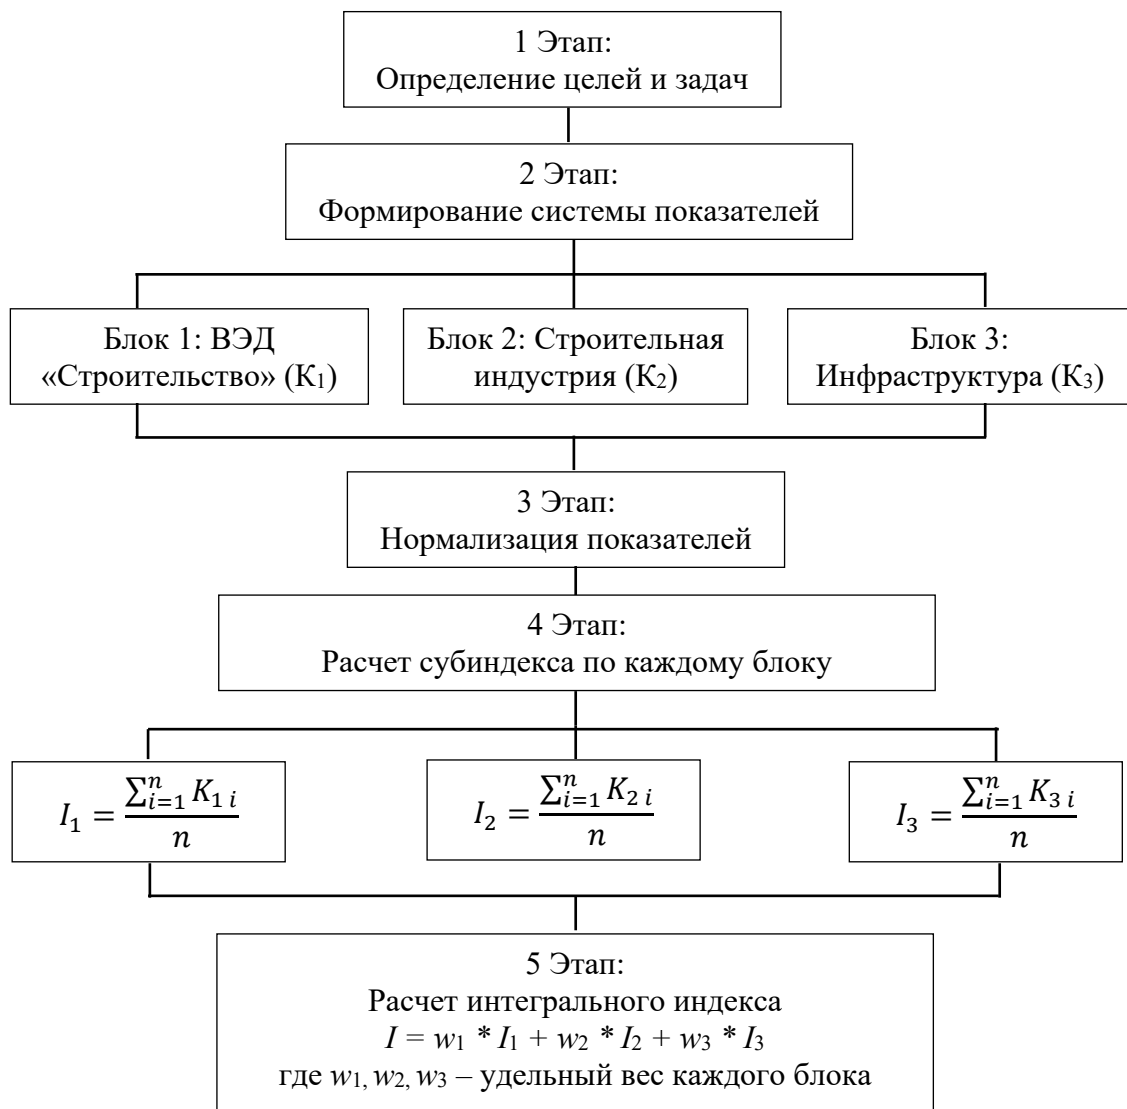 1 Этап:
Определение целей и задач
2 Этап:
Формирование системы показателей
Блок 1: ВЭД
«Строительство» (К₁)
Блок 2: Строительная
индустрия (К₂)
Блок 3:
Инфраструктура (К₃)
3 Этап:
Нормализация показателей
4 Этап:
Расчет субиндекса по каждому блоку
I₁ = ∑ⁿᵢ₌₁ K₁ ᵢ / n
I₂ = ∑ⁿᵢ₌₁ K₂ ᵢ / n
I₃ = ∑ⁿᵢ₌₁ K₃ ᵢ / n
5 Этап:
Расчет интегрального индекса
I = w₁ * I₁ + w₂ * I₂ + w₃ * I₃
где w₁, w₂, w₃ – удельный вес каждого блока